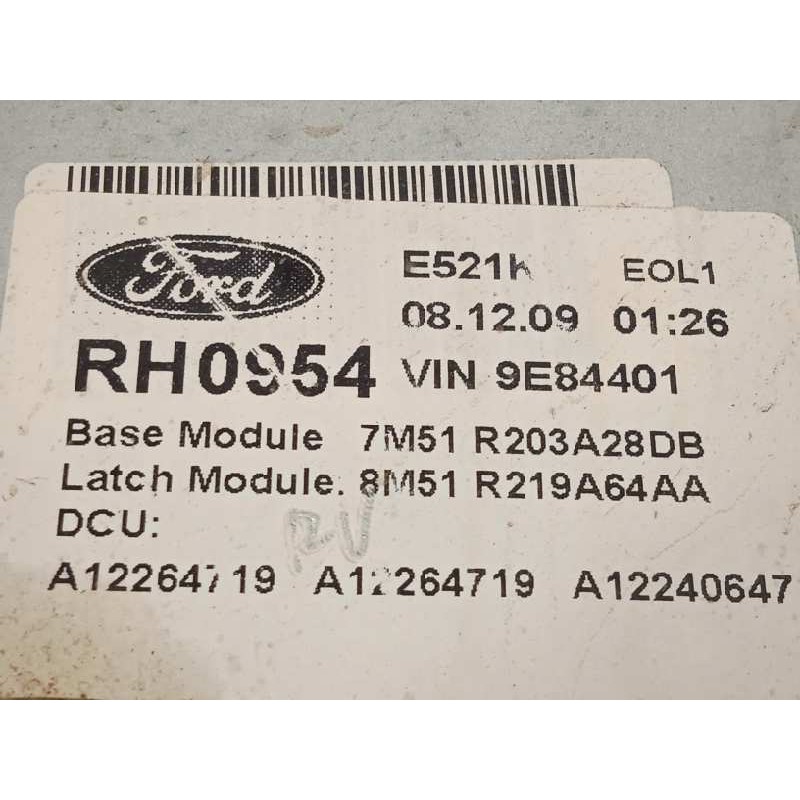 Ford
E521K EOL1
08.12.09 01:26
RH0954 VIN 9E84401
Base Module 7M51 R203A28DB
Latch Module. 8M51 R219A64AA
DCU:
RV
A12264719 A12264719 A12240647